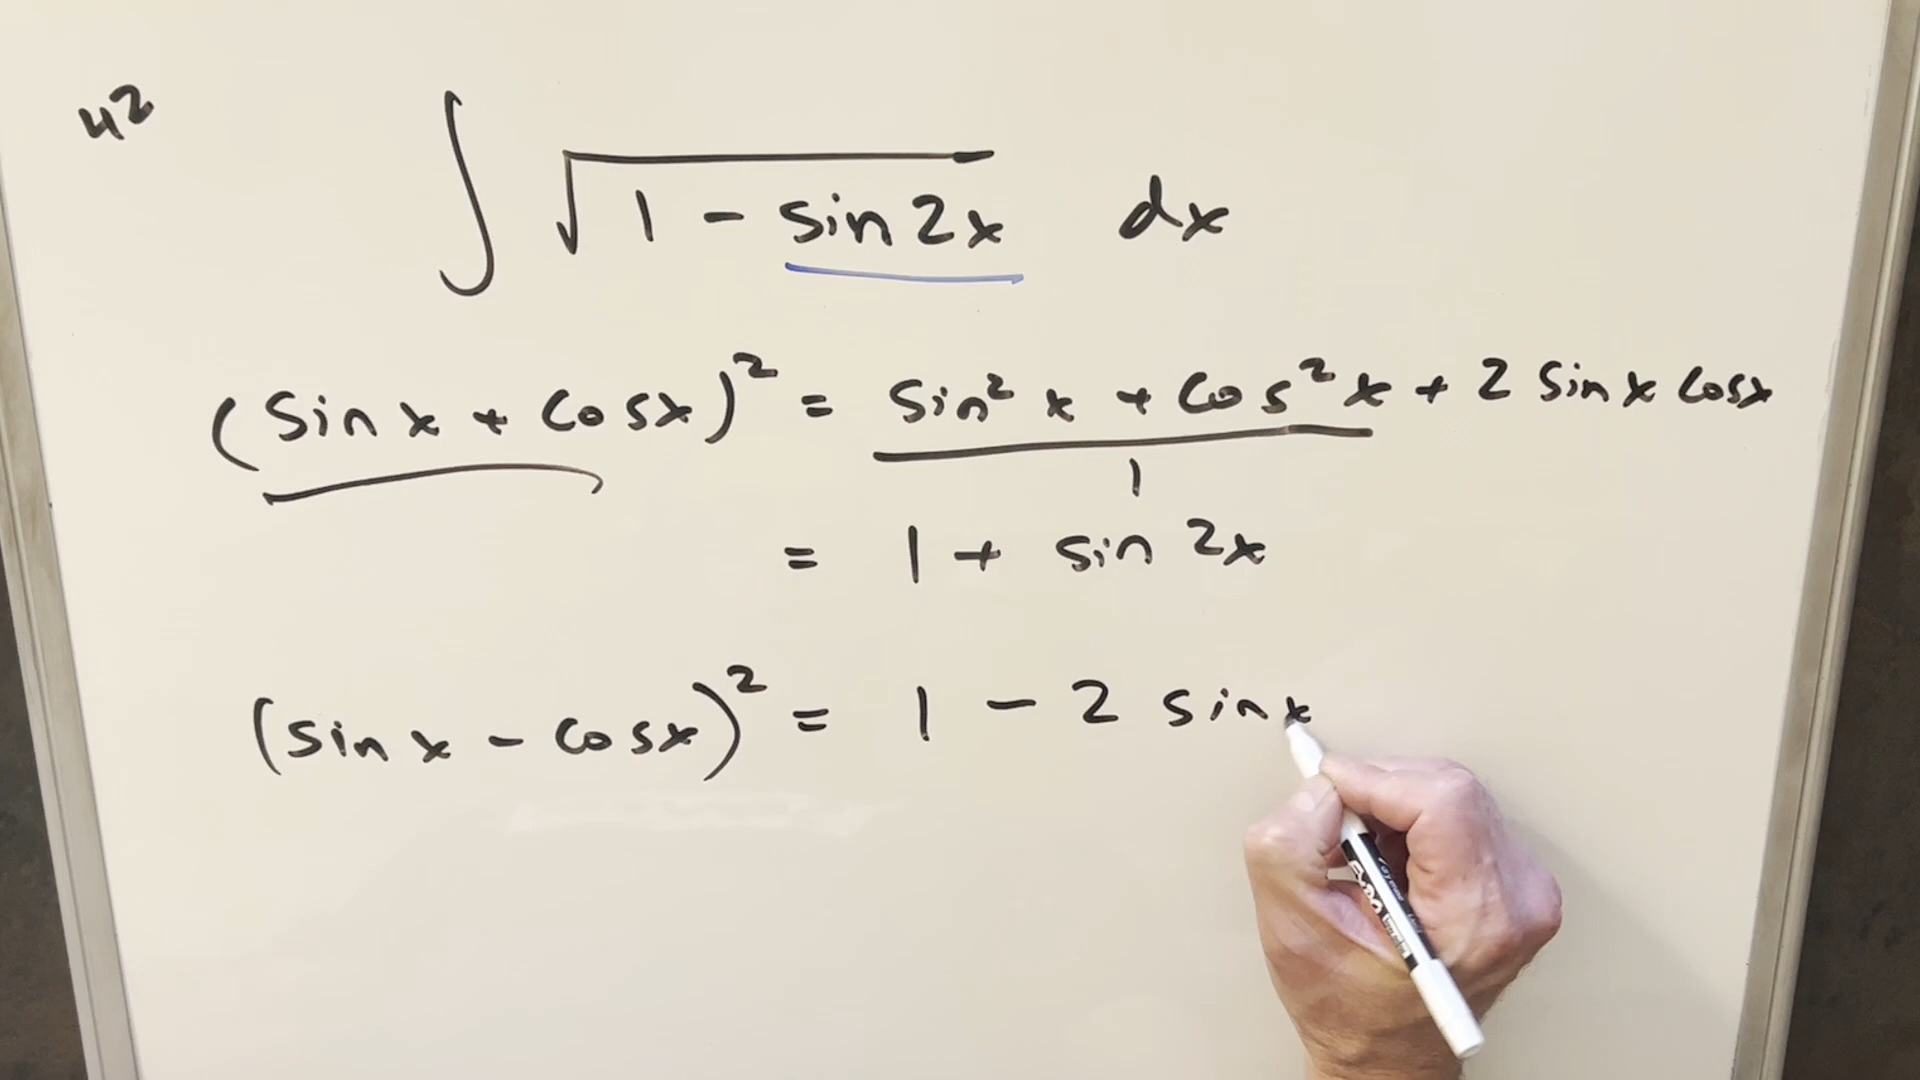 42
∫ √(1 - sin 2x) dx
(sin x + cos x)² = sin² x + cos² x + 2 sin x cos x
1
= 1 + sin 2x
(sin x - cos x)² = 1 - 2 sin x
EXPO